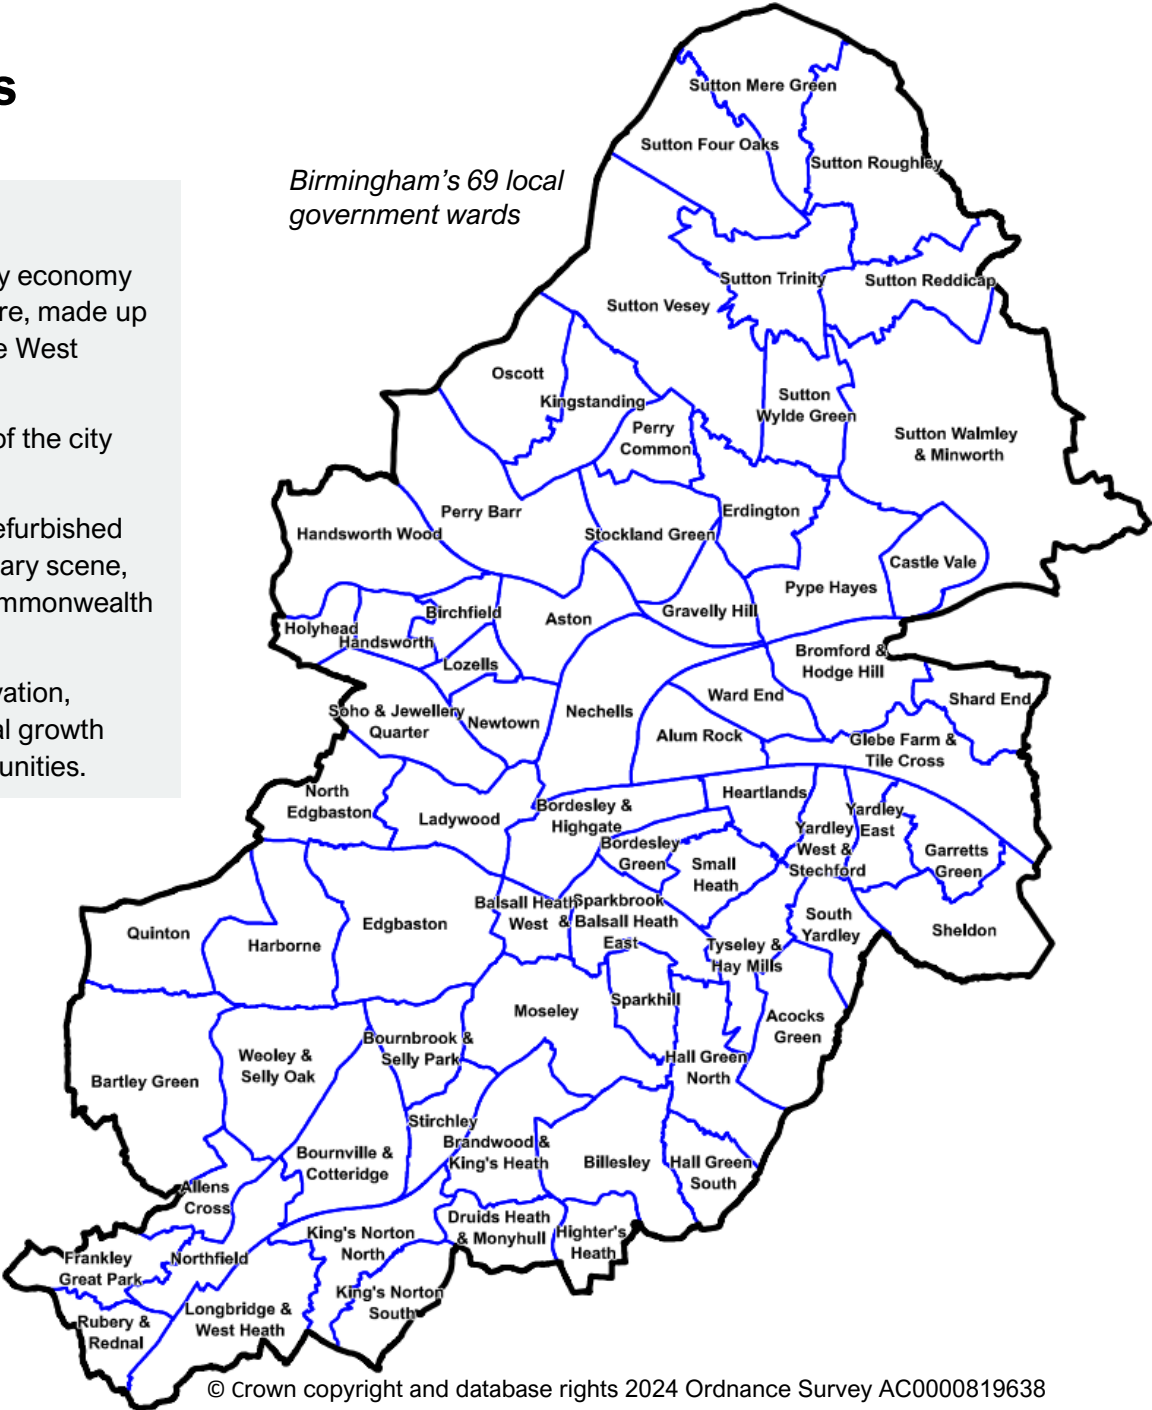 s
y economy
re, made up
e West
of the city
efurbished
ary scene,
mmonwealth
vation,
al growth
unities.
Birmingham’s 69 local
government wards
Sutton Mere Green
Sutton Four Oaks
Sutton Roughley
Sutton Trinity
Sutton Reddicap
Sutton Vesey
Oscott
Kingstanding
Sutton
Wylde Green
Perry
Common
Sutton Walmley
& Minworth
Perry Barr
Erdington
Handsworth Wood
Stockland Green
Castle Vale
Pype Hayes
Birchfield
Aston
Gravelly Hill
Holyhead
Handsworth
Lozells
Bromford &
Hodge Hill
Ward End
Shard End
Soho & Jewellery
Quarter
Newtown
Nechells
Alum Rock
Glebe Farm &
Tile Cross
North
Edgbaston
Ladywood
Bordesley &
Highgate
Heartlands
Yardley
East
Bordesley
Green
Small
Heath
Yardley
West &
Stechford
Garretts
Green
Quinton
Harborne
Edgbaston
Balsall Heath
West
Sparkbrook
& Balsall Heath
East
South
Yardley
Sheldon
Tyseley &
Hay Mills
Moseley
Sparkhill
Acocks
Green
Bartley Green
Weoley &
Selly Oak
Bournbrook &
Selly Park
Hall Green
North
Stirchley
Bournville &
Cotteridge
Brandwood &
King's Heath
Billesley
Hall Green
South
Allens
Cross
Druids Heath
& Monyhull
Highter's
Heath
King's Norton
North
Frankley
Great Park
Northfield
King's Norton
South
Rubery &
Rednal
Longbridge &
West Heath
© Crown copyright and database rights 2024 Ordnance Survey AC0000819638